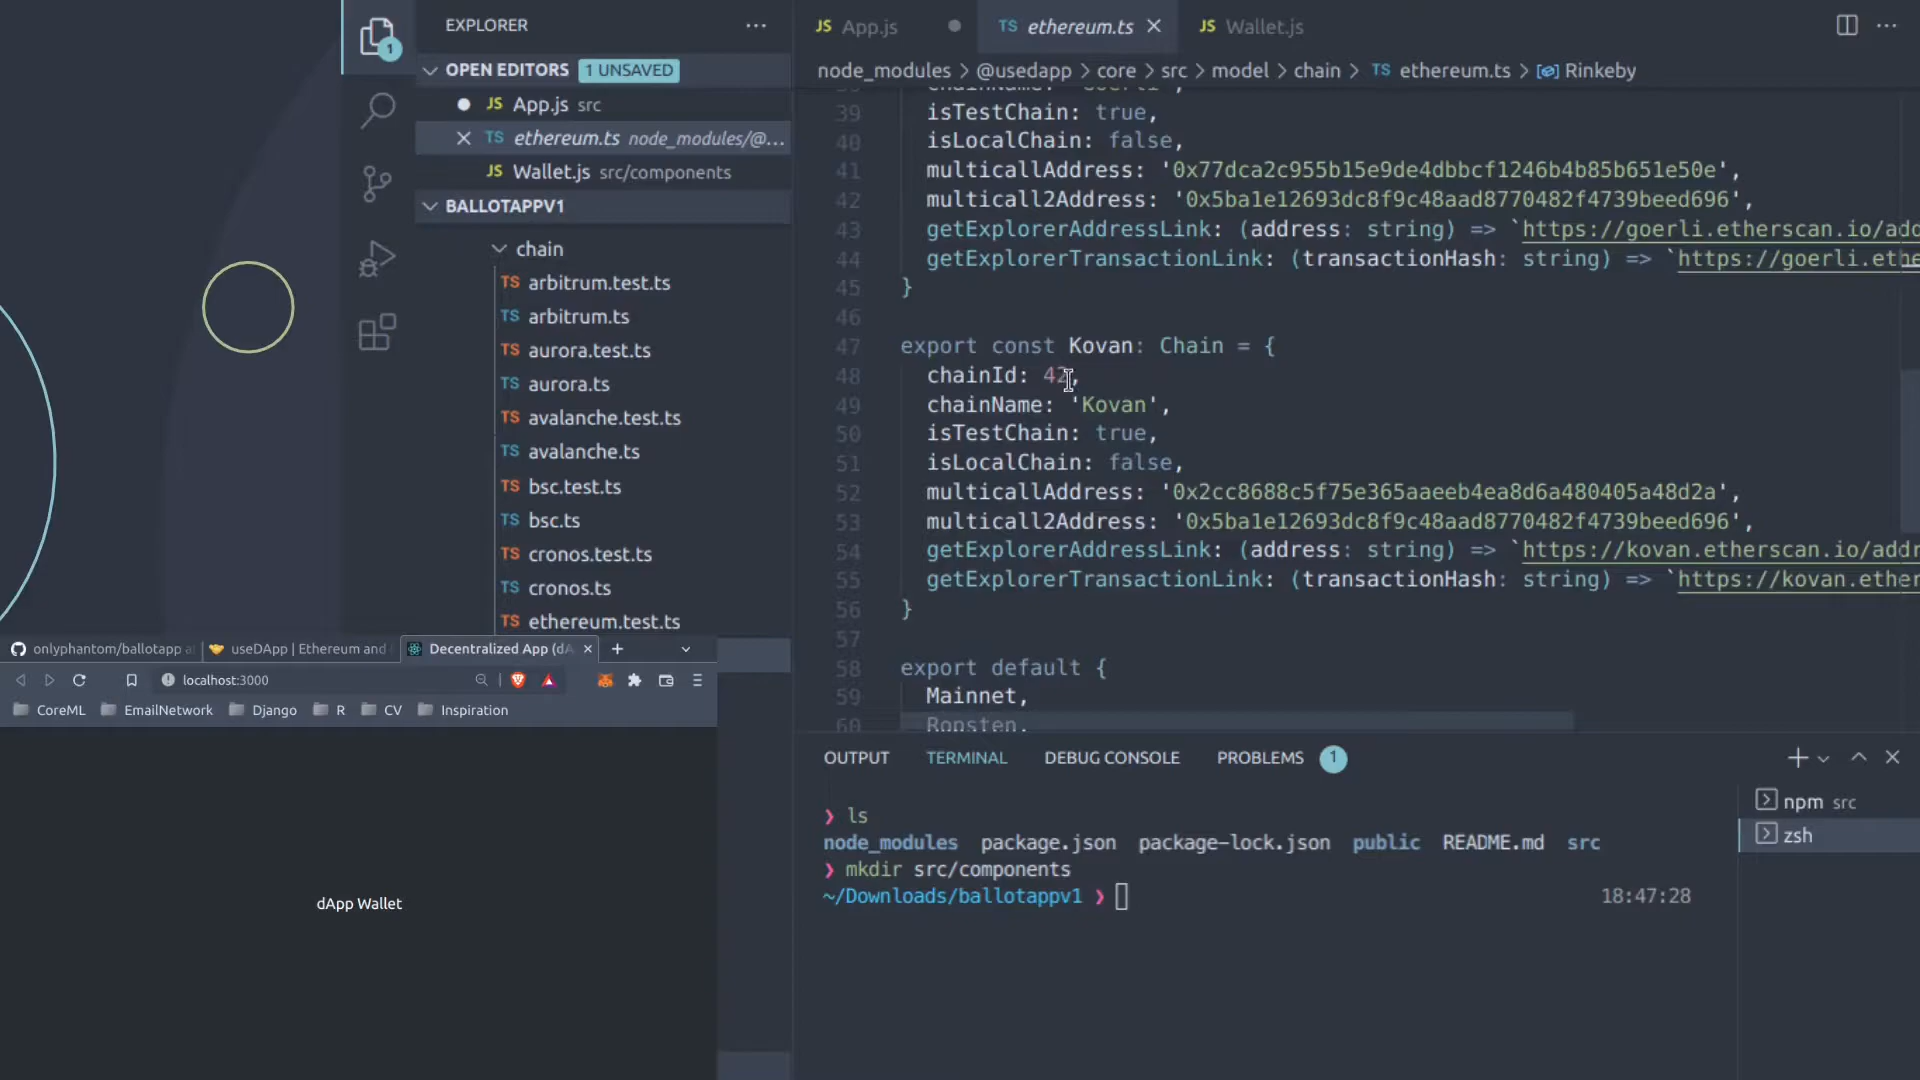 EXPLORER
OPEN EDITORS 1 UNSAVED
App.js src
ethereum.ts node_modules/@...
Wallet.js src/components
BALLOTAPPV1
chain
arbitrum.test.ts
arbitrum.ts
aurora.test.ts
aurora.ts
avalanche.test.ts
avalanche.ts
bsc.test.ts
bsc.ts
cronos.test.ts
cronos.ts
ethereum.test.ts
1
JS App.js
TS ethereum.ts
JS Wallet.js
node_modules > @usedapp > core > src > model > chain > TS ethereum.ts > Rinkeby
39 isTestChain: true,
40 isLocalChain: false,
41 multicallAddress: '0x77dca2c955b15e9de4dbbcf1246b4b85b651e50e',
42 multicall2Address: '0x5ba1e12693dc8f9c48aad8770482f4739beed696',
43 getExplorerAddressLink: (address: string) => `https://goerli.etherscan.io/add
44 getExplorerTransactionLink: (transactionHash: string) => `https://goerli.ethe
45 }
46
47 export const Kovan: Chain = {
48 chainId: 42,
49 chainName: 'Kovan',
50 isTestChain: true,
51 isLocalChain: false,
52 multicallAddress: '0x2cc8688c5f75e365aaeeb4ea8d6a480405a48d2a',
53 multicall2Address: '0x5ba1e12693dc8f9c48aad8770482f4739beed696',
54 getExplorerAddressLink: (address: string) => `https://kovan.etherscan.io/addr
55 getExplorerTransactionLink: (transactionHash: string) => `https://kovan.ether
56 }
57
58 export default {
59 Mainnet,
60 Ropsten,
OUTPUT TERMINAL DEBUG CONSOLE PROBLEMS 1
❯ ls
node_modules package.json package-lock.json public README.md src
❯ mkdir src/components
~/Downloads/ballotappv1 ❯ 18:47:28
npm src
zsh
onlyphantom/ballotapp a
useDApp | Ethereum and
Decentralized App (dA
localhost:3000
CoreML EmailNetwork Django R CV Inspiration
dApp Wallet